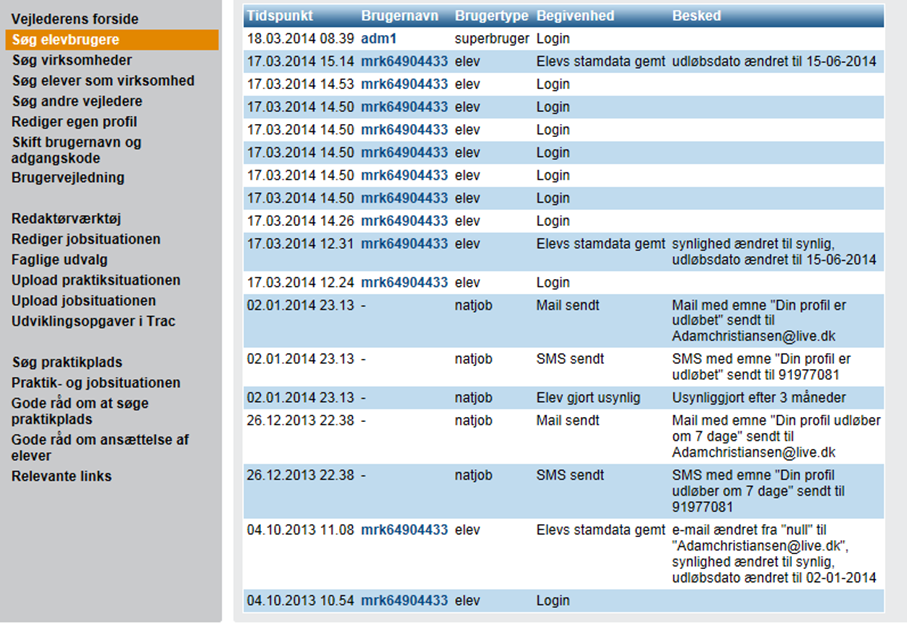 Vejlederens forside
Søg elevbrugere
Søg virksomheder
Søg elever som virksomhed
Søg andre vejledere
Rediger egen profil
Skift brugernavn og
adgangskode
Brugervejledning
Redaktørværktøj
Rediger jobsituationen
Faglige udvalg
Upload praktiksituationen
Upload jobsituationen
Udviklingsopgaver i Trac
Søg praktikplads
Praktik- og jobsituationen
Gode råd om at søge
praktikplads
Gode råd om ansættelse af
elever
Relevante links
Tidspunkt Brugernavn Brugertype Begivenhed Besked
18.03.2014 08.39 adm1 superbruger Login
17.03.2014 15.14 mrk64904433 elev Elevs stamdata gemt udløbsdato ændret til 15-06-2014
17.03.2014 14.53 mrk64904433 elev Login
17.03.2014 14.50 mrk64904433 elev Login
17.03.2014 14.50 mrk64904433 elev Login
17.03.2014 14.50 mrk64904433 elev Login
17.03.2014 14.50 mrk64904433 elev Login
17.03.2014 14.50 mrk64904433 elev Login
17.03.2014 14.26 mrk64904433 elev Login
17.03.2014 12.31 mrk64904433 elev Elevs stamdata gemt synlighed ændret til synlig,
udløbsdato ændret til 15-06-2014
17.03.2014 12.24 mrk64904433 elev Login
02.01.2014 23.13 - natjob Mail sendt Mail med emne "Din profil er
udløbet" sendt til
Adamchristiansen@live.dk
02.01.2014 23.13 - natjob SMS sendt SMS med emne "Din profil er
udløbet" sendt til 91977081
02.01.2014 23.13 - natjob Elev gjort usynlig Usynliggjort efter 3 måneder
26.12.2013 22.38 - natjob Mail sendt Mail med emne "Din profil udløber
om 7 dage" sendt til
Adamchristiansen@live.dk
26.12.2013 22.38 - natjob SMS sendt SMS med emne "Din profil
udløber om 7 dage" sendt til
91977081
04.10.2013 11.08 mrk64904433 elev Elevs stamdata gemt e-mail ændret fra "null" til
"Adamchristiansen@live.dk",
synlighed ændret til synlig,
udløbsdato ændret til 02-01-2014
04.10.2013 10.54 mrk64904433 elev Login